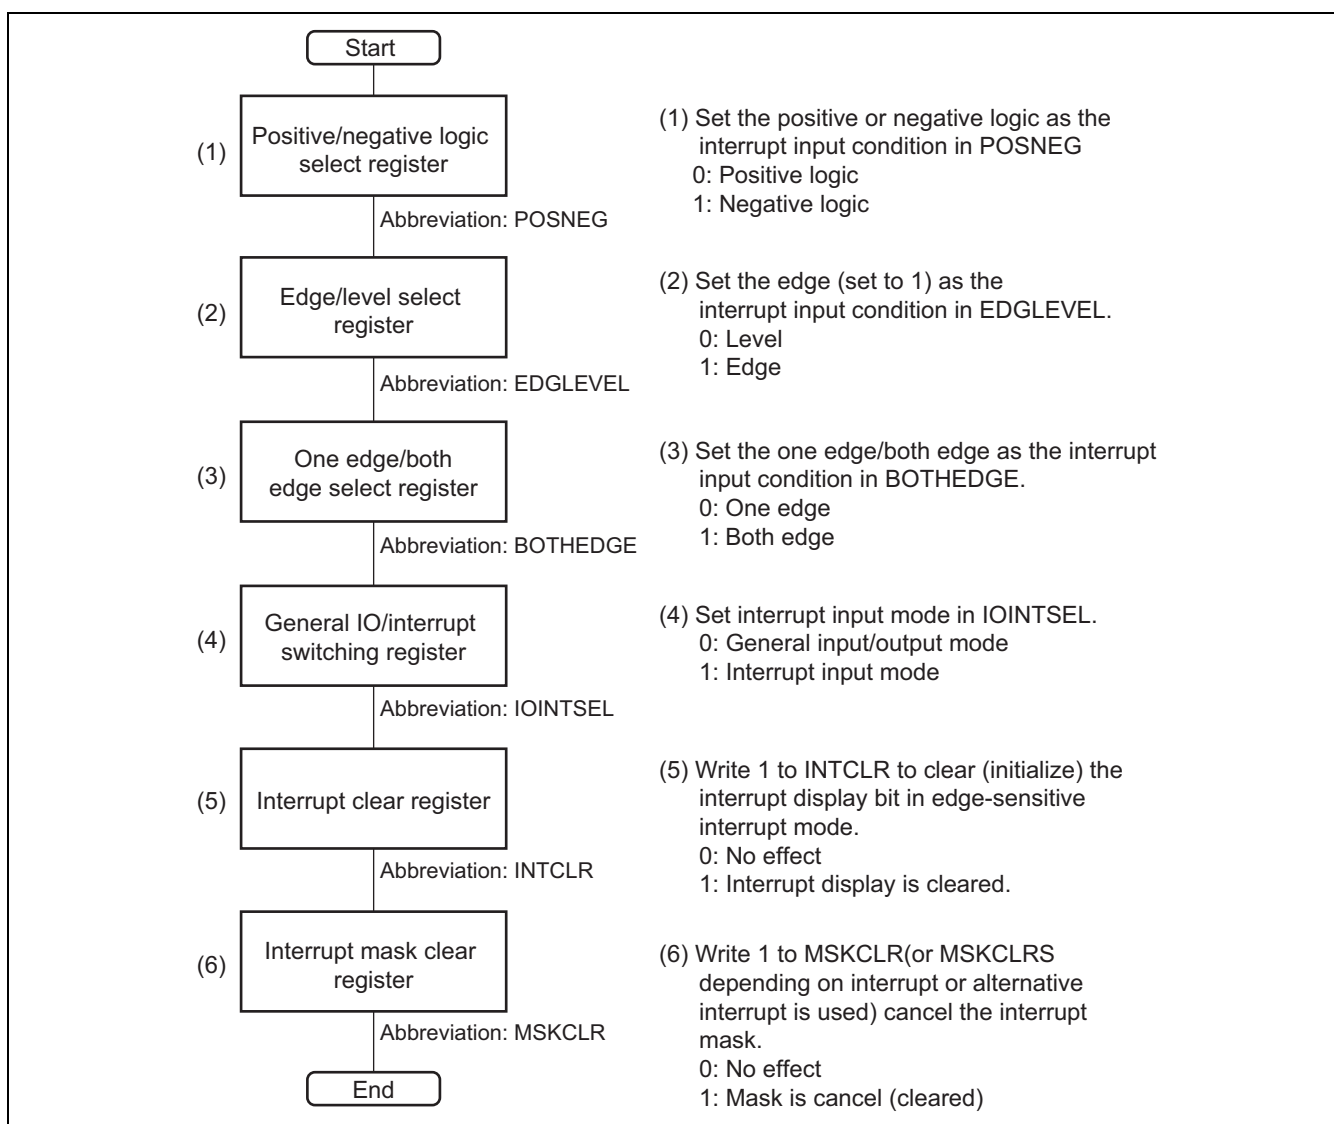 Start
(1)
Positive/negative logic
select register
Abbreviation: POSNEG
(1) Set the positive or negative logic as the
interrupt input condition in POSNEG
0: Positive logic
1: Negative logic
(2)
Edge/level select
register
Abbreviation: EDGLEVEL
(2) Set the edge (set to 1) as the
interrupt input condition in EDGLEVEL.
0: Level
1: Edge
(3)
One edge/both
edge select register
Abbreviation: BOTHEDGE
(3) Set the one edge/both edge as the interrupt
input condition in BOTHEDGE.
0: One edge
1: Both edge
(4)
General IO/interrupt
switching register
Abbreviation: IOINTSEL
(4) Set interrupt input mode in IOINTSEL.
0: General input/output mode
1: Interrupt input mode
(5)
Interrupt clear register
Abbreviation: INTCLR
(5) Write 1 to INTCLR to clear (initialize) the
interrupt display bit in edge-sensitive
interrupt mode.
0: No effect
1: Interrupt display is cleared.
(6)
Interrupt mask clear
register
Abbreviation: MSKCLR
(6) Write 1 to MSKCLR(or MSKCLRS
depending on interrupt or alternative
interrupt is used) cancel the interrupt
mask.
0: No effect
1: Mask is cancel (cleared)
End